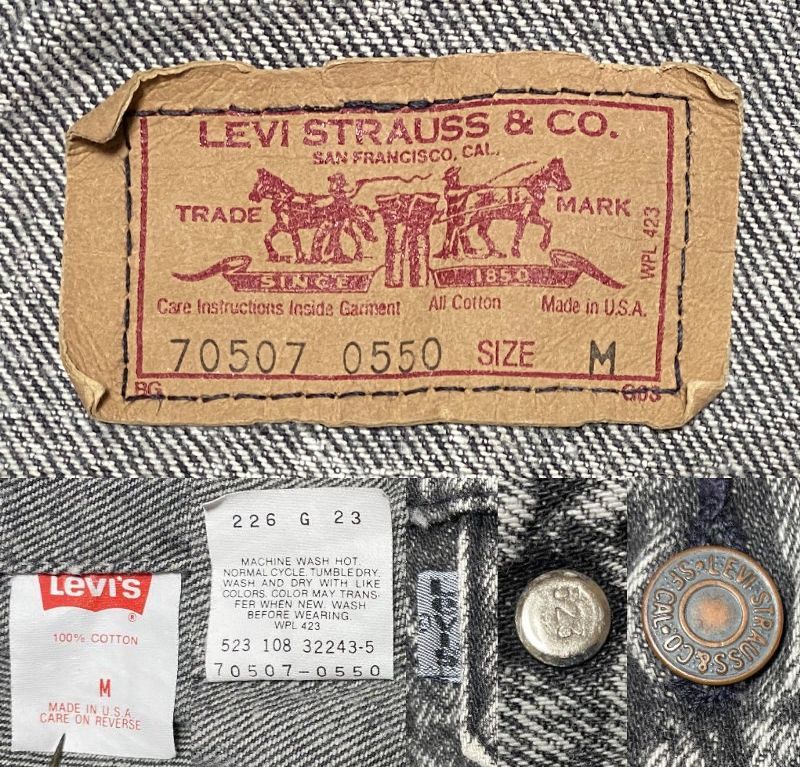 LEVI STRAUSS & CO.
SAN FRANCISCO, CAL.
TRADE MARK
WPL 423
SINCE 1850
Care Instructions Inside Garment All Cotton Made in U.S.A.
70507 0550 SIZE M
BG G03
LEVI'S
®
100% COTTON
M
MADE IN U.S.A.
CARE ON REVERSE
226 G 23
MACHINE WASH HOT.
NORMAL CYCLE. TUMBLE DRY.
WASH AND DRY WITH LIKE
COLORS. COLOR MAY TRANS-
FER WHEN NEW. WASH
BEFORE WEARING.
WPL 423
523 108 32243-5
70507-0550
523
LEVI STRAUSS & CO. S.F. CAL.